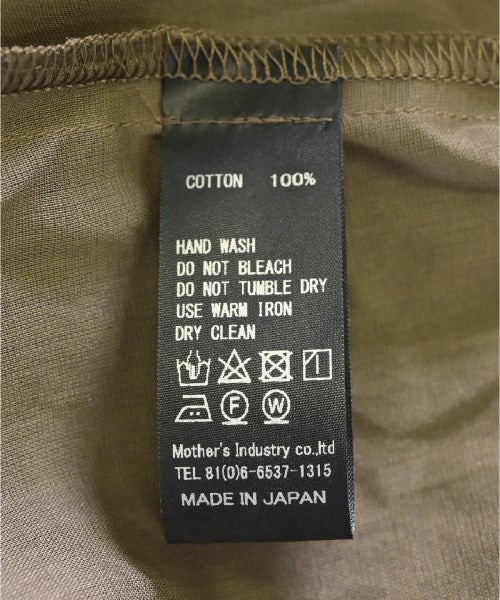 COTTON 100%
HAND WASH
DO NOT BLEACH
DO NOT TUMBLE DRY
USE WARM IRON
DRY CLEAN
F W
Mother's Industry co.,ltd
TEL 81(0)6-6537-1315
MADE IN JAPAN